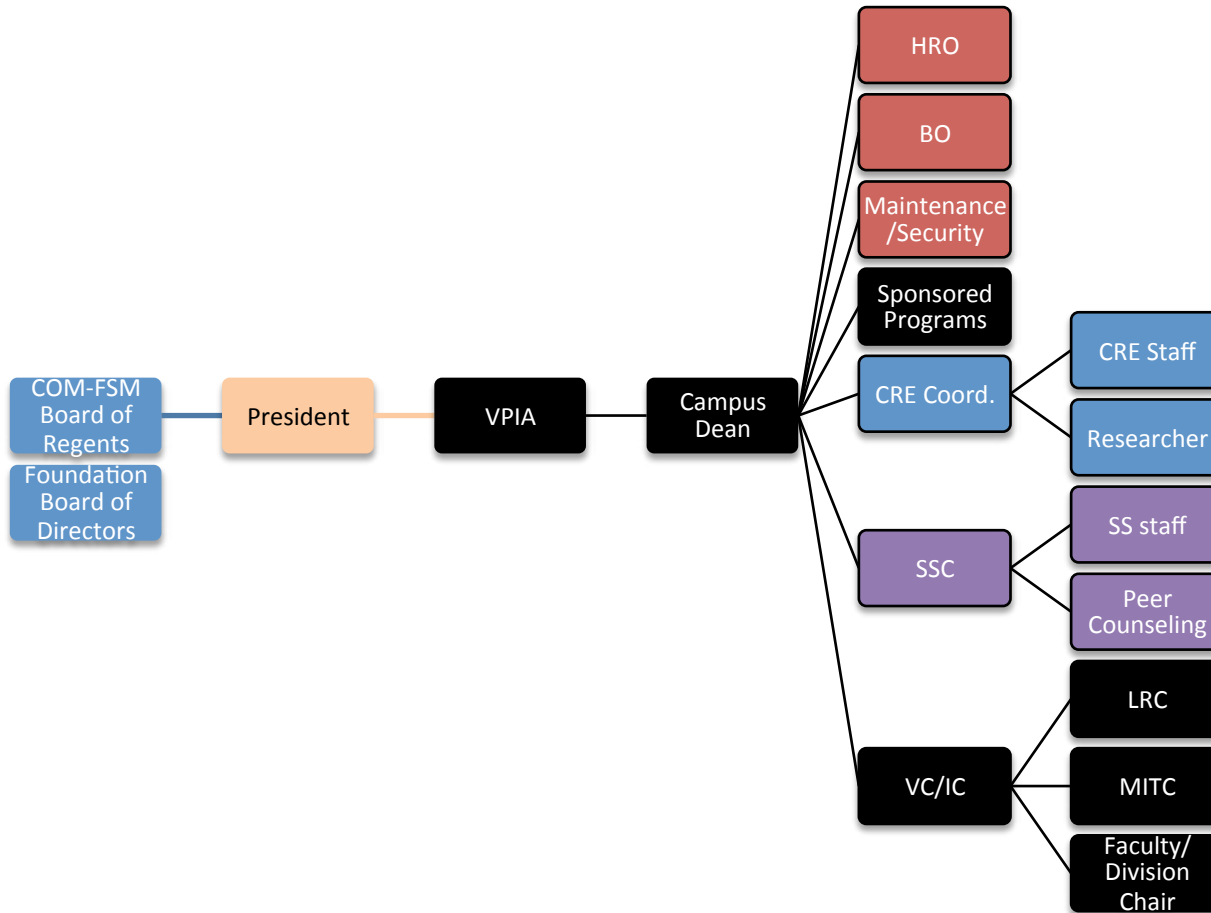 COM-FSM
Board of
Regents
Foundation
Board of
Directors
President
VPIA
Campus
Dean
HRO
BO
Maintenance
/Security
Sponsored
Programs
CRE Coord.
CRE Staff
Researcher
SSC
SS staff
Peer
Counseling
VC/IC
LRC
MITC
Faculty/
Division
Chair